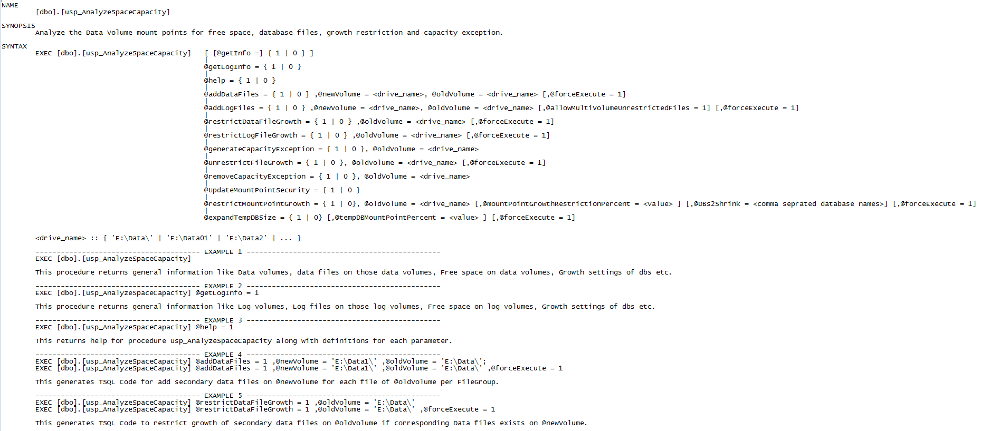 NAME
[dbo].[usp_AnalyzeSpaceCapacity]
SYNOPSIS
Analyze the Data Volume mount points for free space, database files, growth restriction and capacity exception.
SYNTAX
EXEC [dbo].[usp_AnalyzeSpaceCapacity]   [ [@getInfo =] { 1 | 0 } ]
|
@getLogInfo = { 1 | 0 }
|
@help = { 1 | 0 }
|
@addDataFiles = { 1 | 0 } ,@newVolume = <drive_name>, @oldVolume = <drive_name> [,@forceExecute = 1]
|
@addLogFiles = { 1 | 0 } ,@newVolume = <drive_name>, @oldVolume = <drive_name> [,@allowMultiVolumeUnrestrictedFiles = 1] [,@forceExecute = 1]
|
@restrictDataFileGrowth = { 1 | 0 } ,@oldVolume = <drive_name> [,@forceExecute = 1]
|
@restrictLogFileGrowth = { 1 | 0 } ,@oldVolume = <drive_name> [,@forceExecute = 1]
|
@generateCapacityException = { 1 | 0 }, @oldVolume = <drive_name>
|
@unrestrictFileGrowth = { 1 | 0 }, @oldVolume = <drive_name> [,@forceExecute = 1]
|
@removeCapacityException = { 1 | 0 }, @oldVolume = <drive_name>
|
@UpdateMountPointSecurity = { 1 | 0 }
|
@restrictMountPointGrowth = { 1 | 0}, @oldVolume = <drive_name> [,@mountPointGrowthRestrictionPercent = <value> ] [,@DBs2Shrink = <comma seprated database names>] [,@forceExecute = 1]
|
@expandTempDBSize = { 1 | 0} [,@tempDBMountPointPercent = <value> ] [,@forceExecute = 1]
<drive_name> :: { 'E:\Data\' | 'E:\Data01' | 'E:\Data2' | ... }
--------------------------------------- EXAMPLE 1 ----------------------------------------------
EXEC [dbo].[usp_AnalyzeSpaceCapacity]
This procedure returns general information like Data volumes, data files on those data volumes, Free space on data volumes, Growth settings of dbs etc.
--------------------------------------- EXAMPLE 2 ----------------------------------------------
EXEC [dbo].[usp_AnalyzeSpaceCapacity] @getLogInfo = 1
This procedure returns general information like Log volumes, Log files on those log volumes, Free space on log volumes, Growth settings of dbs etc.
--------------------------------------- EXAMPLE 3 ----------------------------------------------
EXEC [dbo].[usp_AnalyzeSpaceCapacity] @help = 1
This returns help for procedure usp_AnalyzeSpaceCapacity along with definitions for each parameter.
--------------------------------------- EXAMPLE 4 ----------------------------------------------
EXEC [dbo].[usp_AnalyzeSpaceCapacity] @addDataFiles = 1 ,@newVolume = 'E:\Data1\' ,@oldVolume = 'E:\Data\';
EXEC [dbo].[usp_AnalyzeSpaceCapacity] @addDataFiles = 1 ,@newVolume = 'E:\Data1\' ,@oldVolume = 'E:\Data\' ,@forceExecute = 1
This generates TSQL Code for add secondary data files on @newVolume for each file of @oldVolume per FileGroup.
--------------------------------------- EXAMPLE 5 ----------------------------------------------
EXEC [dbo].[usp_AnalyzeSpaceCapacity] @restrictDataFileGrowth = 1 ,@oldVolume = 'E:\Data\'
EXEC [dbo].[usp_AnalyzeSpaceCapacity] @restrictDataFileGrowth = 1 ,@oldVolume = 'E:\Data\' ,@forceExecute = 1
This generates TSQL Code to restrict growth of secondary data files on @oldVolume if corresponding Data files exists on @newVolume.